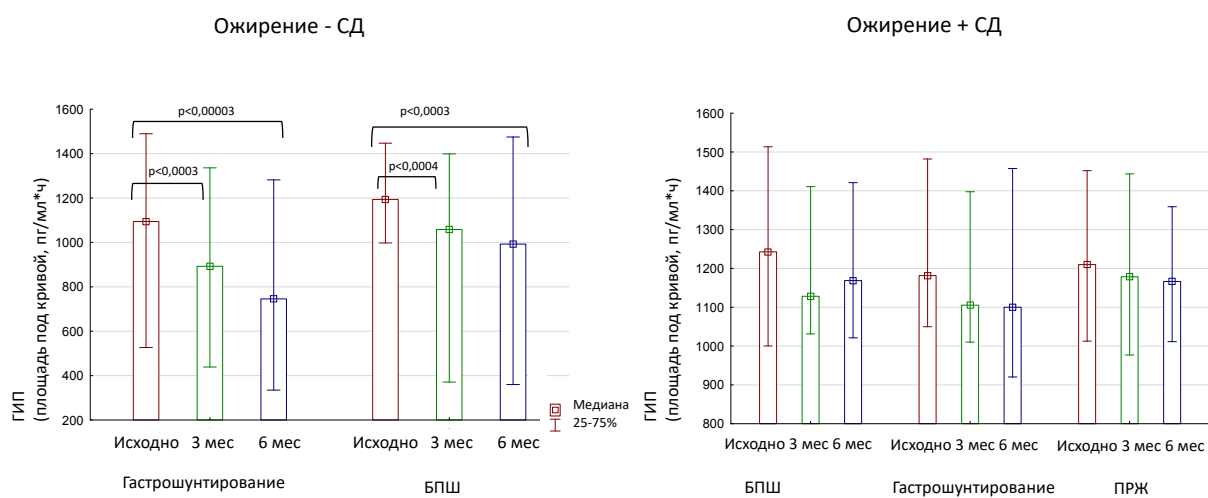 Ожирение - СД
ГИП
(площадь под кривой, пг/мл*ч)
1600
1400
1200
1000
800
600
400
200
p<0,00003
p<0,0003
p<0,0003
p<0,0004
Исходно 3 мес 6 мес
Исходно 3 мес 6 мес
Гастрошунтирование
БПШ
Медиана
25-75%
Ожирение + СД
ГИП
(площадь под кривой, пг/мл*ч)
1600
1500
1400
1300
1200
1100
1000
900
800
Исходно 3 мес 6 мес
Исходно 3 мес 6 мес
Исходно 3 мес 6 мес
БПШ
Гастрошунтирование
ПРЖ